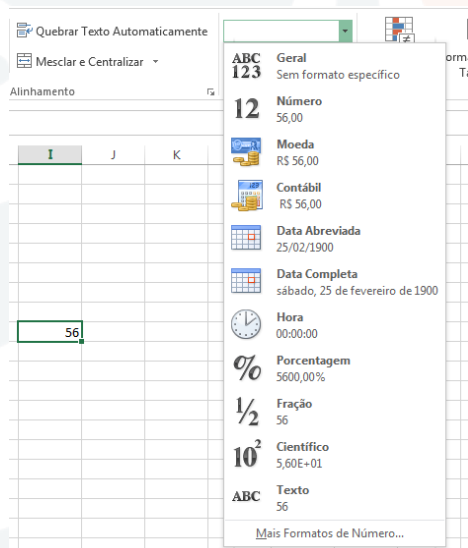 Quebrar Texto Automaticamente
Mesclar e Centralizar
Alinhamento
I J K
56
ABC
123
Geral
Sem formato específico
12
Número
56,00
Moeda
R$ 56,00
Contábil
R$ 56,00
Data Abreviada
25/02/1900
Data Completa
sábado, 25 de fevereiro de 1900
Hora
00:00:00
%
Porcentagem
5600,00%
1/2
Fração
56
10²
Científico
5,60E+01
ABC
Texto
56
Mais Formatos de Número...